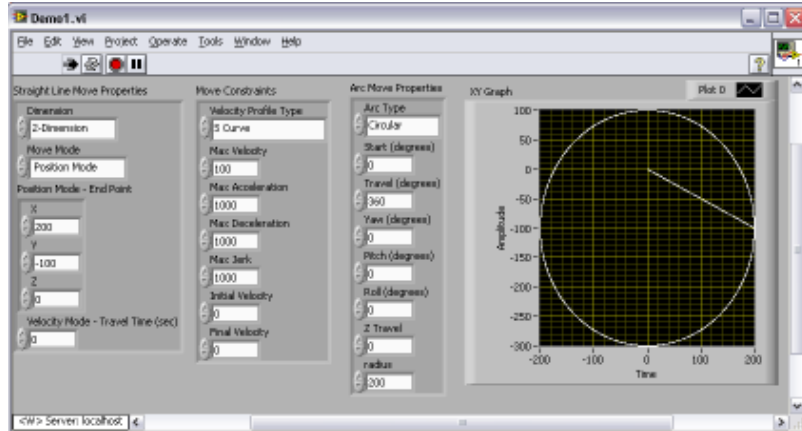 Demo1.vi
File Edit View Project Operate Tools Window Help
Straight Line Move Properties
Dimension
2-Dimension
Move Mode
Position Mode
Position Mode - End Point
X
200
Y
-100
Z
0
Velocity Mode - Travel Time (sec)
0
Move Constraints
Velocity Profile Type
S Curve
Max Velocity
100
Max Acceleration
1000
Max Deceleration
1000
Max Jerk
1000
Initial Velocity
0
Final Velocity
0
Arc Move Properties
Arc Type
Circular
Start (degrees)
0
Travel (degrees)
360
Yaw (degrees)
0
Pitch (degrees)
0
Roll (degrees)
0
Z Travel
0
radius
200
XY Graph
Plot 0
Amplitude
100
50
0
-50
-100
-150
-200
-250
-300
-200 -100 0 100 200
Time
<W> Server: localhost